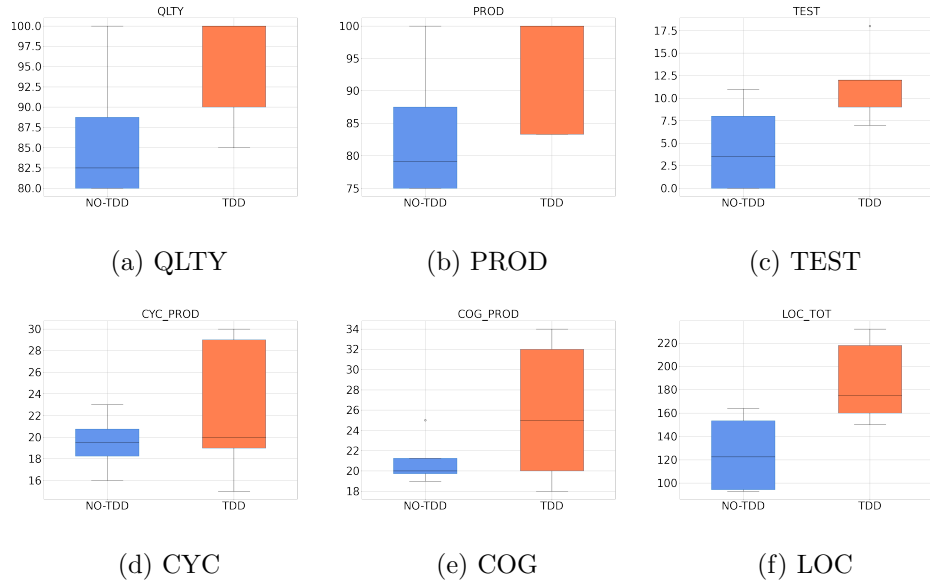 QLTY
100.0
97.5
95.0
92.5
90.0
87.5
85.0
82.5
80.0
NO-TDD TDD
(a) QLTY
PROD
100
95
90
85
80
75
NO-TDD TDD
(b) PROD
TEST
17.5
15.0
12.5
10.0
7.5
5.0
2.5
0.0
NO-TDD TDD
(c) TEST
CYC_PROD
30
28
26
24
22
20
18
16
NO-TDD TDD
(d) CYC
COG_PROD
34
32
30
28
26
24
22
20
18
NO-TDD TDD
(e) COG
LOC_TOT
220
200
180
160
140
120
100
NO-TDD TDD
(f) LOC